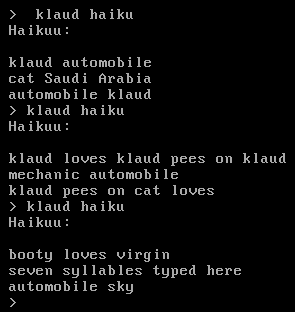 >  klaud haiku
Haikuu:

klaud automobile
cat Saudi Arabia
automobile klaud
> klaud haiku
Haikuu:

klaud loves klaud pees on klaud
mechanic automobile
klaud pees on cat loves
> klaud haiku
Haikuu:

booty loves virgin
seven syllables typed here
automobile sky
>